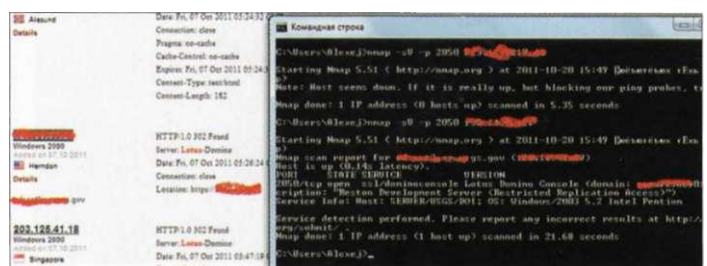 Alesund
Details
Date: Fri, 07 Oct 2011 05:24:32
Connection: close
Pragma: no-cache
Cache-Control: no-cache
Expires: Fri, 07 Oct 2011 05:24:3
Content-Type: text/html
Content-Length: 162
Windows 2000
Added on 07.10.2011
Herndon
Details
.gov
HTTP/1.0 302 Found
Server: Lotus-Domino
Date: Fri, 07 Oct 2011 05:26:24
Connection: close
Location: https:/
203.126.41.18
Windows 2000
Added on 07.10.2011
Singapore
HTTP/1.0 302 Found
Server: Lotus-Domino
Date: Fri, 07 Oct 2011 03:47:19
Командная строка
C:\Users\Alexej>nmap -sV -p 2050
Starting Nmap 5.51 ( http://nmap.org ) at 2011-10-20 15:49
Note: Host seems down. If it is really up, but blocking our ping probes, t
Nmap done: 1 IP address (0 hosts up) scanned in 5.35 seconds
C:\Users\Alexej>nmap -sV -p 2050
Starting Nmap 5.51 ( http://nmap.org ) at 2011-10-20 15:49
Nmap scan report for gs.gov (
Host is up (0.14s latency).
PORT STATE SERVICE VERSION
2050/tcp open ssl/dominoconsole Lotus Domino Console (domain:
cription: "Reston Development Server (Restricted Replication Access)")
Service Info: Host: SERVER/USGS/DOI; OS: Windows/2003 5.2 Intel Pentium
Service detection performed. Please report any incorrect results at http:/
org/submit/ .
Nmap done: 1 IP address (1 host up) scanned in 21.68 seconds
C:\Users\Alexej>_